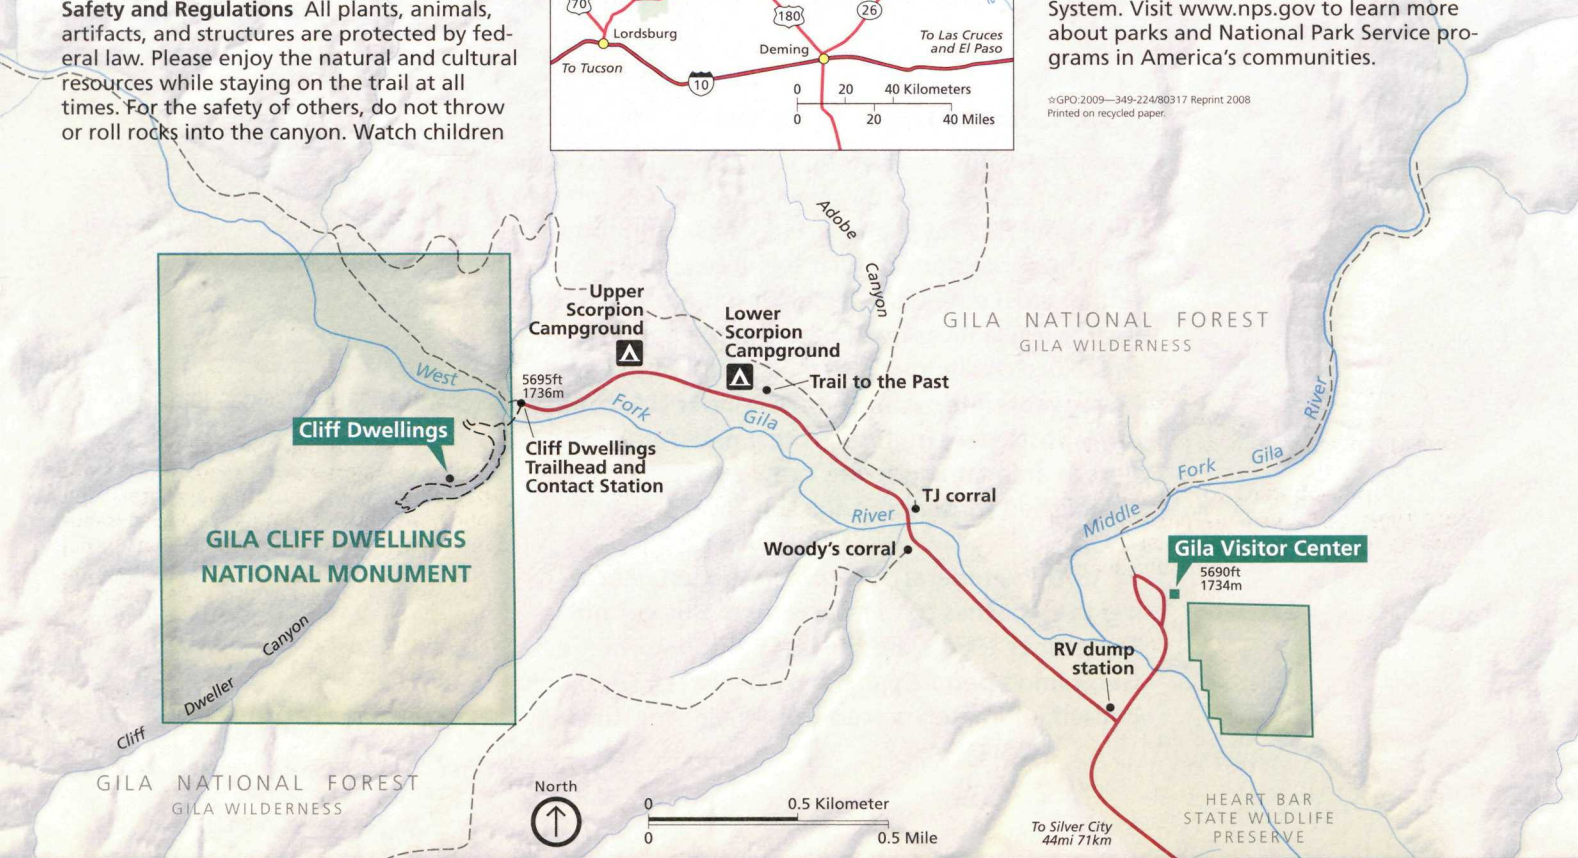 Safety and Regulations All plants, animals,
artifacts, and structures are protected by fed-
eral law. Please enjoy the natural and cultural
resources while staying on the trail at all
times. For the safety of others, do not throw
or roll rocks into the canyon. Watch children
70
180
26
Lordsburg
Deming
To Las Cruces
and El Paso
To Tucson
10
0 20 40 Kilometers
0 20 40 Miles
System. Visit www.nps.gov to learn more
about parks and National Park Service pro-
grams in America's communities.
☆GPO:2009—349-224/80317 Reprint 2008
Printed on recycled paper.
Adobe
Canyon
Upper
Scorpion
Campground
Lower
Scorpion
Campground
Trail to the Past
GILA NATIONAL FOREST
GILA WILDERNESS
West
Fork
Gila
River
5695ft
1736m
Cliff Dwellings
Cliff Dwellings
Trailhead and
Contact Station
TJ corral
Woody's corral
Middle
Fork
Gila
River
GILA CLIFF DWELLINGS
NATIONAL MONUMENT
Gila Visitor Center
5690ft
1734m
RV dump
station
Cliff
Dweller
Canyon
GILA NATIONAL FOREST
GILA WILDERNESS
North
0 0.5 Kilometer
0 0.5 Mile
To Silver City
44mi 71km
HEART BAR
STATE WILDLIFE
PRESERVE